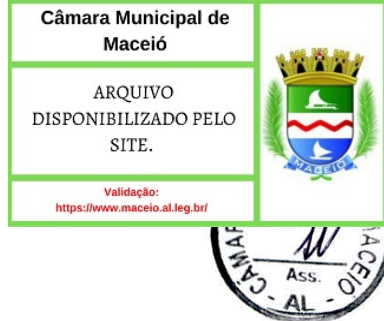 Câmara Municipal de
Maceió
ARQUIVO
DISPONIBILIZADO PELO
SITE.
Validação:
https://www.maceio.al.leg.br/
MACEIÓ
Ass.
AL